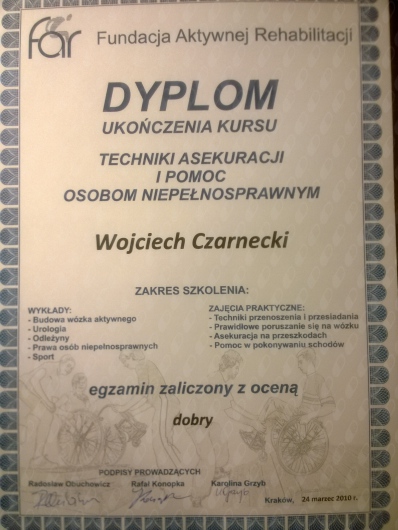 far Fundacja Aktywnej Rehabilitacji
DYPLOM
UKOŃCZENIA KURSU
TECHNIKI ASEKURACJI
I POMOC
OSOBOM NIEPEŁNOSPRAWNYM
Wojciech Czarnecki
ZAKRES SZKOLENIA:
WYKŁADY:
- Budowa wózka aktywnego
- Urologia
- Odleżyny
- Prawa osób niepełnosprawnych
- Sport
ZAJĘCIA PRAKTYCZNE:
- Techniki przenoszenia i przesiadania
- Prawidłowe poruszanie się na wózku
- Asekuracja na przeszkodach
- Pomoc w pokonywaniu schodów
egzamin zaliczony z oceną
dobry
PODPISY PROWADZĄCYCH
Radosław Obuchowicz Rafał Konopka Karolina Grzyb
Kraków, 24 marzec 2010 r.